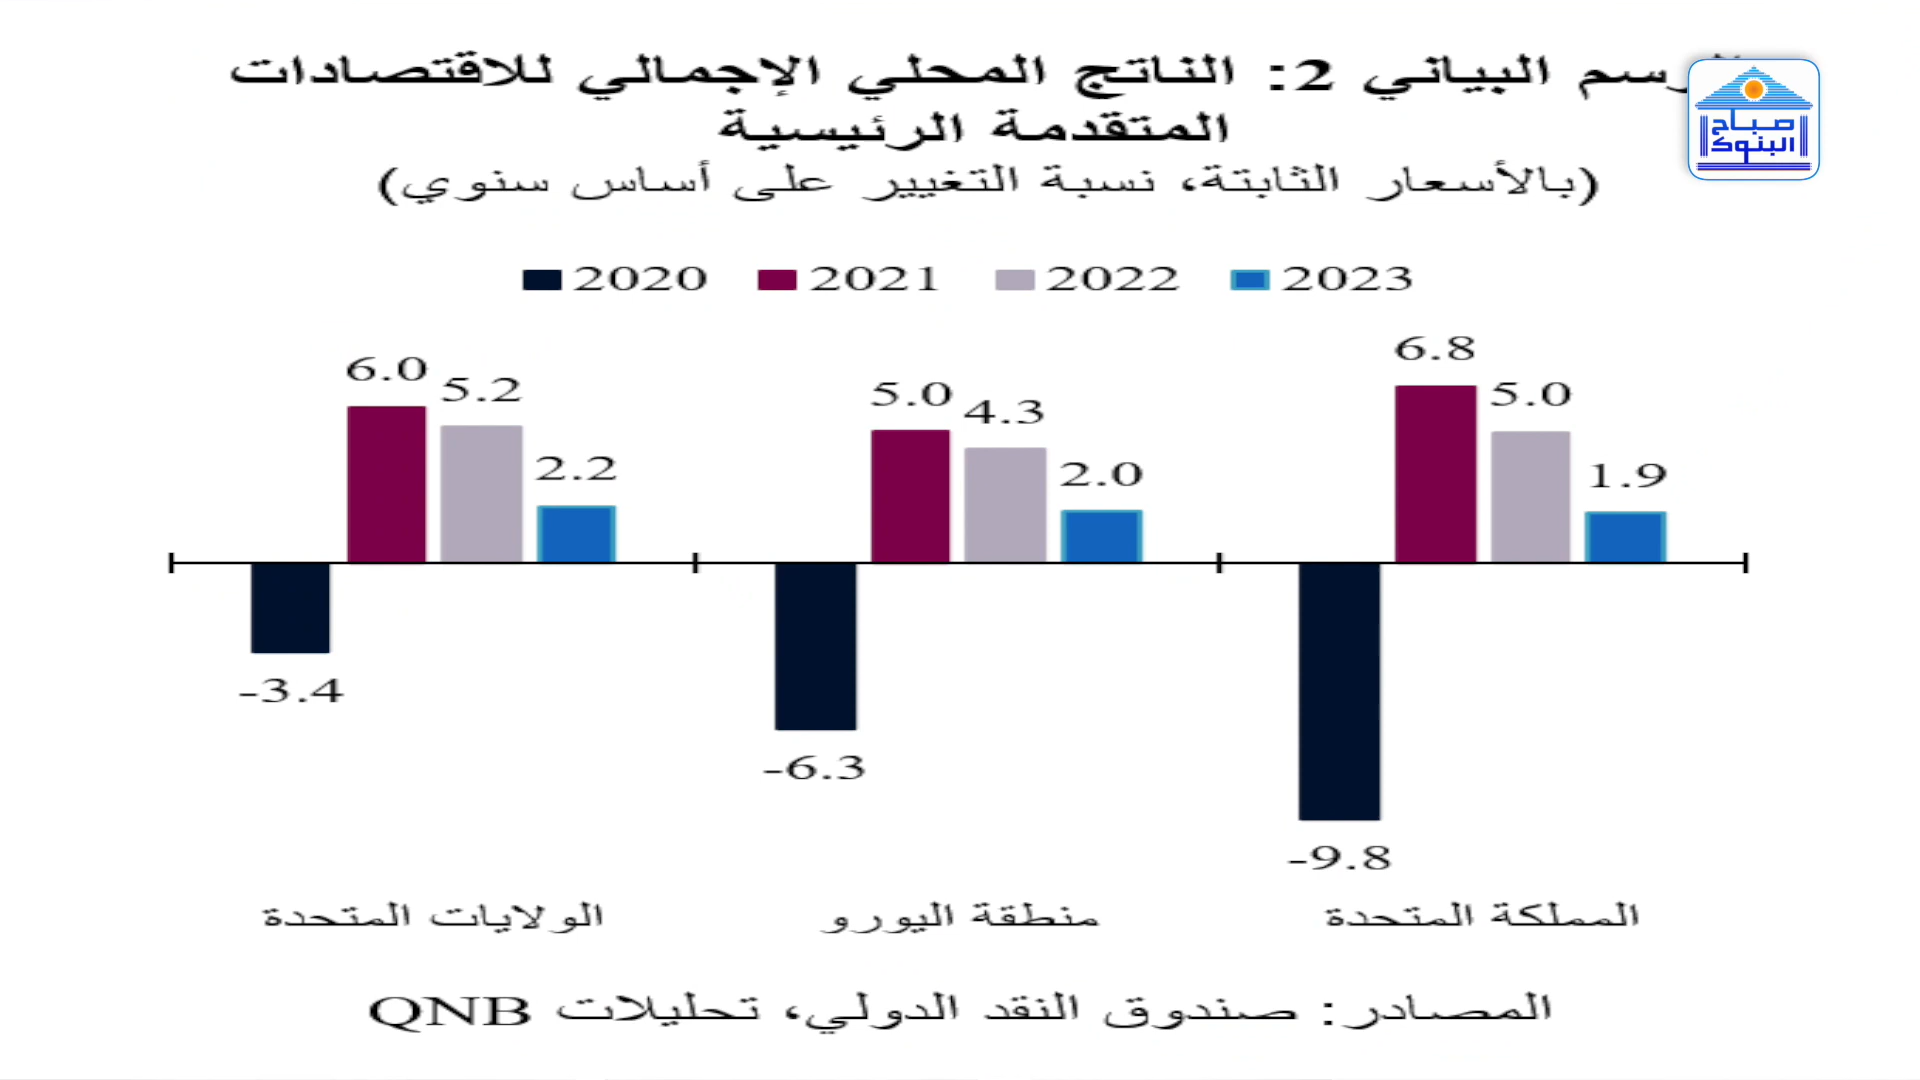 الرسم البياني 2: الناتج المحلي الإجمالي للاقتصادات
المتقدمة الرئيسية
(بالأسعار الثابتة، نسبة التغيير على أساس سنوي)
صباح
البنوك
2020 2021 2022 2023
6.0 5.2 2.2 5.0 4.3 2.0 6.8 5.0 1.9
-3.4 -6.3 -9.8
الولايات المتحدة منطقة اليورو المملكة المتحدة
المصادر: صندوق النقد الدولي، تحليلات QNB